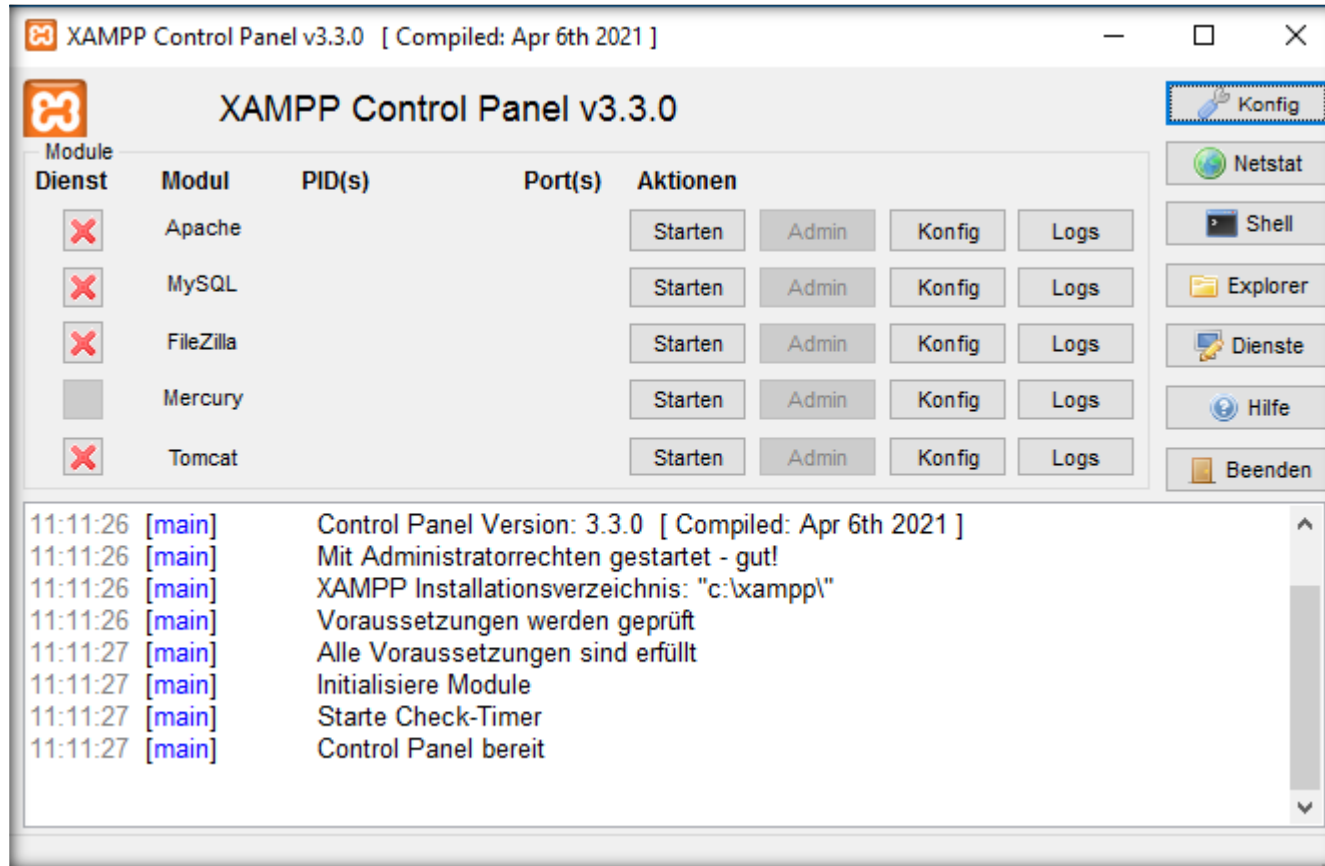 XAMPP Control Panel v3.3.0 [ Compiled: Apr 6th 2021 ]
XAMPP Control Panel v3.3.0
Konfig
Module
Dienst Modul PID(s) Port(s) Aktionen
Netstat
Apache Starten Admin Konfig Logs
Shell
MySQL Starten Admin Konfig Logs
Explorer
FileZilla Starten Admin Konfig Logs
Dienste
Mercury Starten Admin Konfig Logs
Hilfe
Tomcat Starten Admin Konfig Logs
Beenden
11:11:26 [main] Control Panel Version: 3.3.0 [ Compiled: Apr 6th 2021 ]
11:11:26 [main] Mit Administratorrechten gestartet - gut!
11:11:26 [main] XAMPP Installationsverzeichnis: "c:\xampp\"
11:11:26 [main] Voraussetzungen werden geprüft
11:11:27 [main] Alle Voraussetzungen sind erfüllt
11:11:27 [main] Initialisiere Module
11:11:27 [main] Starte Check-Timer
11:11:27 [main] Control Panel bereit